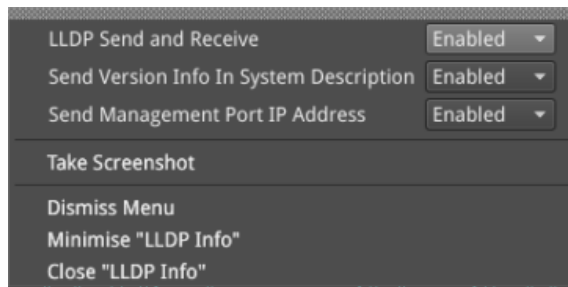 LLDP Send and Receive Enabled
Send Version Info In System Description Enabled
Send Management Port IP Address Enabled
Take Screenshot
Dismiss Menu
Minimise "LLDP Info"
Close "LLDP Info"